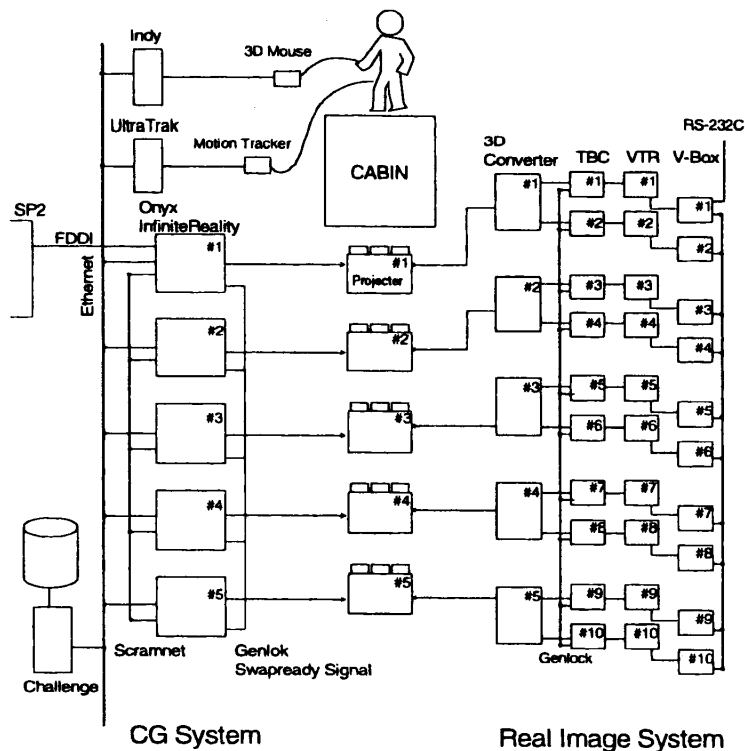 Indy
3D Mouse
UltraTrak
Motion Tracker
CABIN
RS-232C
3D
Converter
TBC
VTR
V-Box
SP2
FDDI
Ethernet
Onyx
InfiniteReality
#1
#2
#3
#4
#5
#1
Projecter
#2
#3
#4
#5
#1
#2
#3
#4
#5
#1
#2
#3
#4
#5
#6
#7
#8
#9
#10
#1
#2
#3
#4
#5
#6
#7
#8
#9
#10
#1
#2
#3
#4
#5
#6
#7
#8
#9
#10
Genlock
Challenge
Scramnet
Genlok
Swapready Signal
CG System
Real Image System